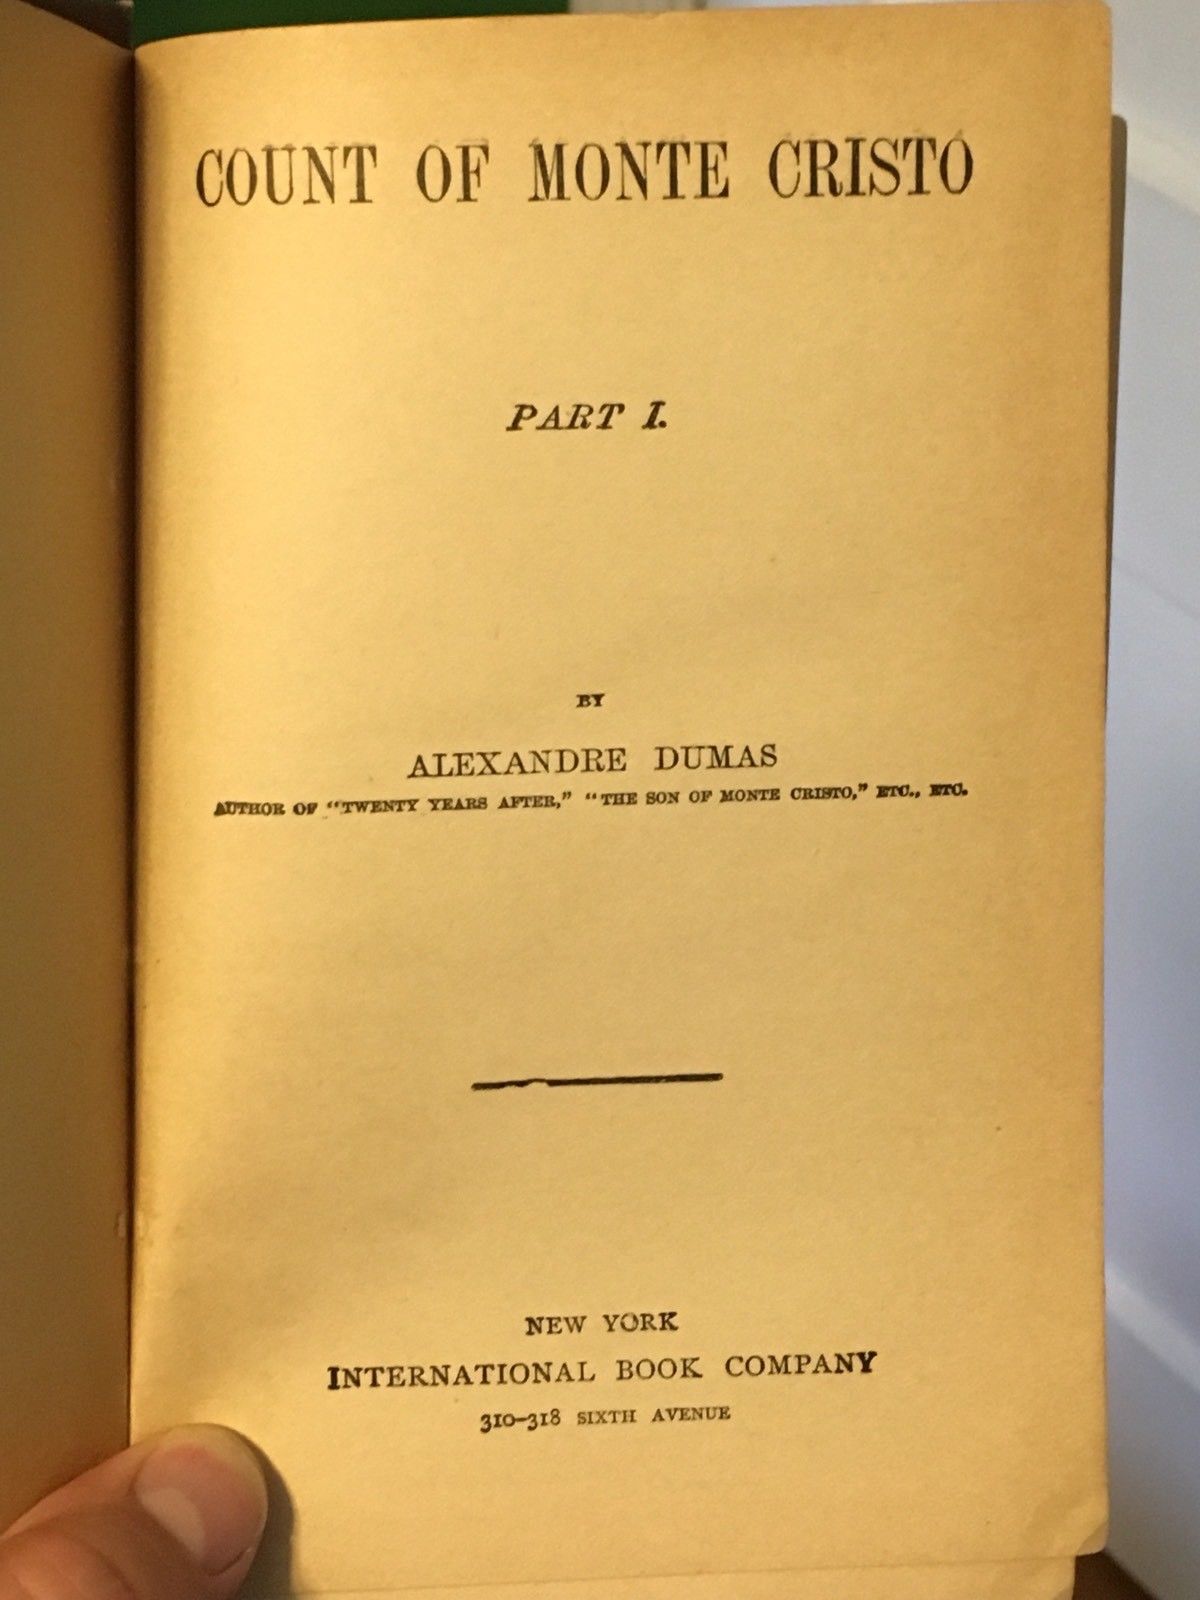 COUNT OF MONTE CRISTO
PART I.
BY
ALEXANDRE DUMAS
AUTHOR OF "TWENTY YEARS AFTER," "THE SON OF MONTE CRISTO," ETC., ETC.
NEW YORK
INTERNATIONAL BOOK COMPANY
310–318 SIXTH AVENUE